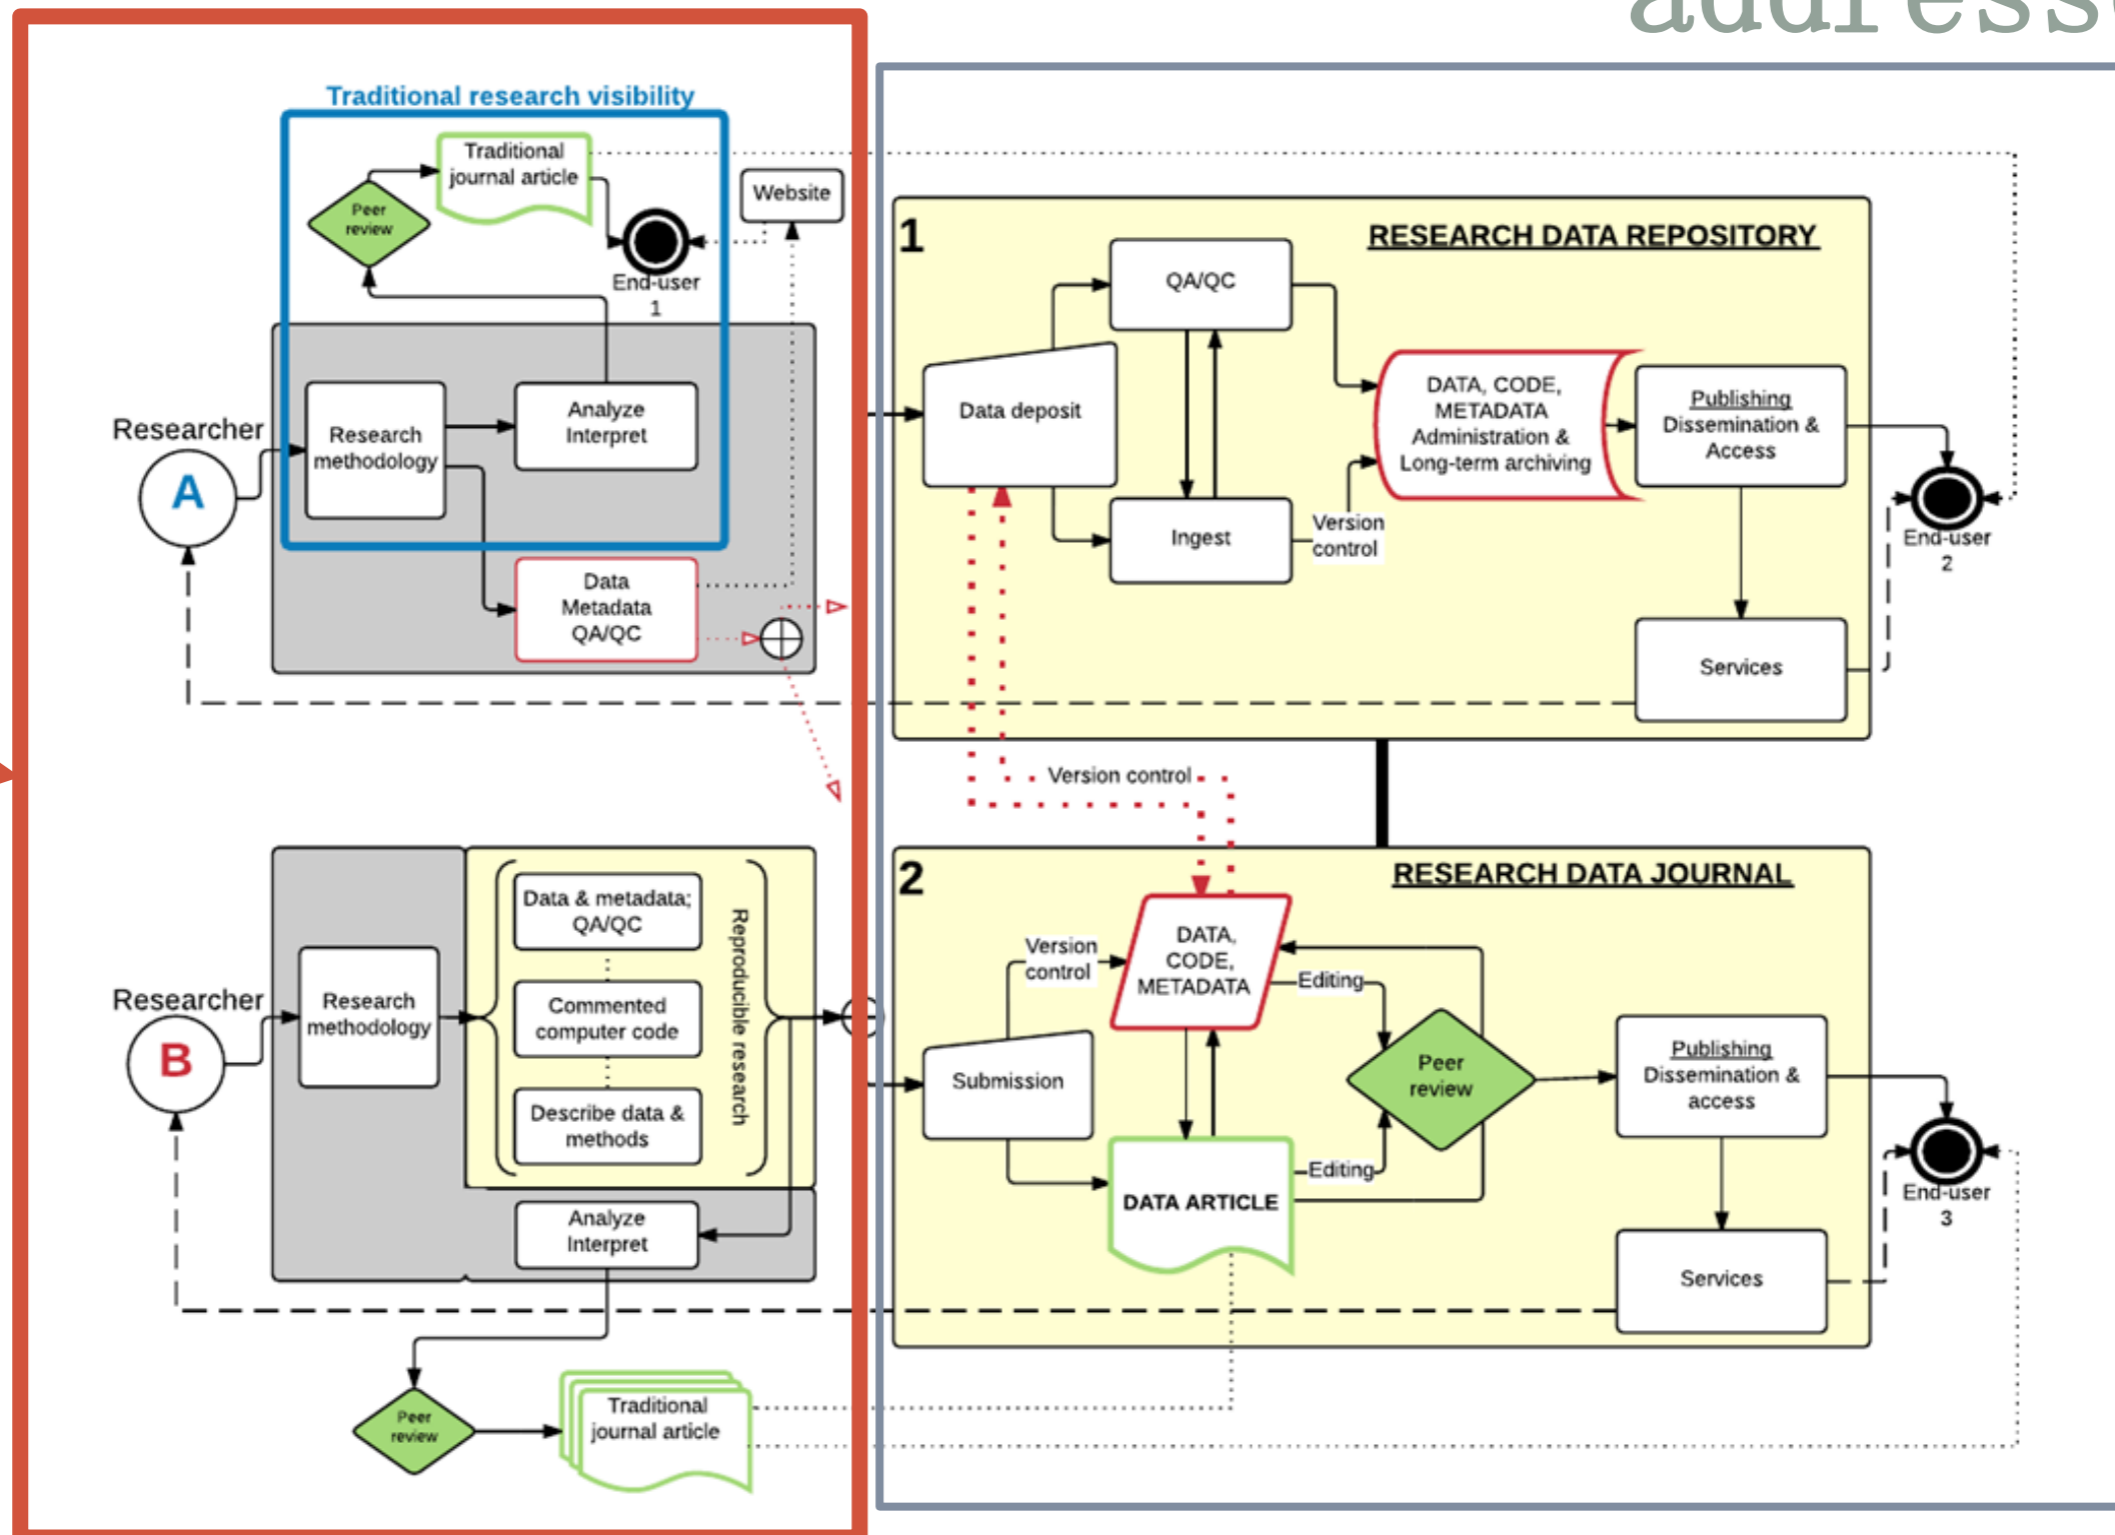 Traditional research visibility
Traditional
journal article
Peer
review
Website
End-user
1
Researcher
A
Research
methodology
Analyze
Interpret
Data
Metadata
QA/QC
1
RESEARCH DATA REPOSITORY
QA/QC
Data deposit
Ingest
Version
control
DATA, CODE,
METADATA
Administration &
Long-term archiving
Publishing
Dissemination &
Access
Services
End-user
2
Version control
Researcher
B
Research
methodology
Data & metadata;
QA/QC
Commented
computer code
Describe data &
methods
Reproducible research
Analyze
Interpret
Peer
review
Traditional
journal article
2
RESEARCH DATA JOURNAL
Version
control
DATA,
CODE,
METADATA
Editing
Submission
Peer
review
Editing
DATA ARTICLE
Publishing
Dissemination &
access
Services
End-user
3